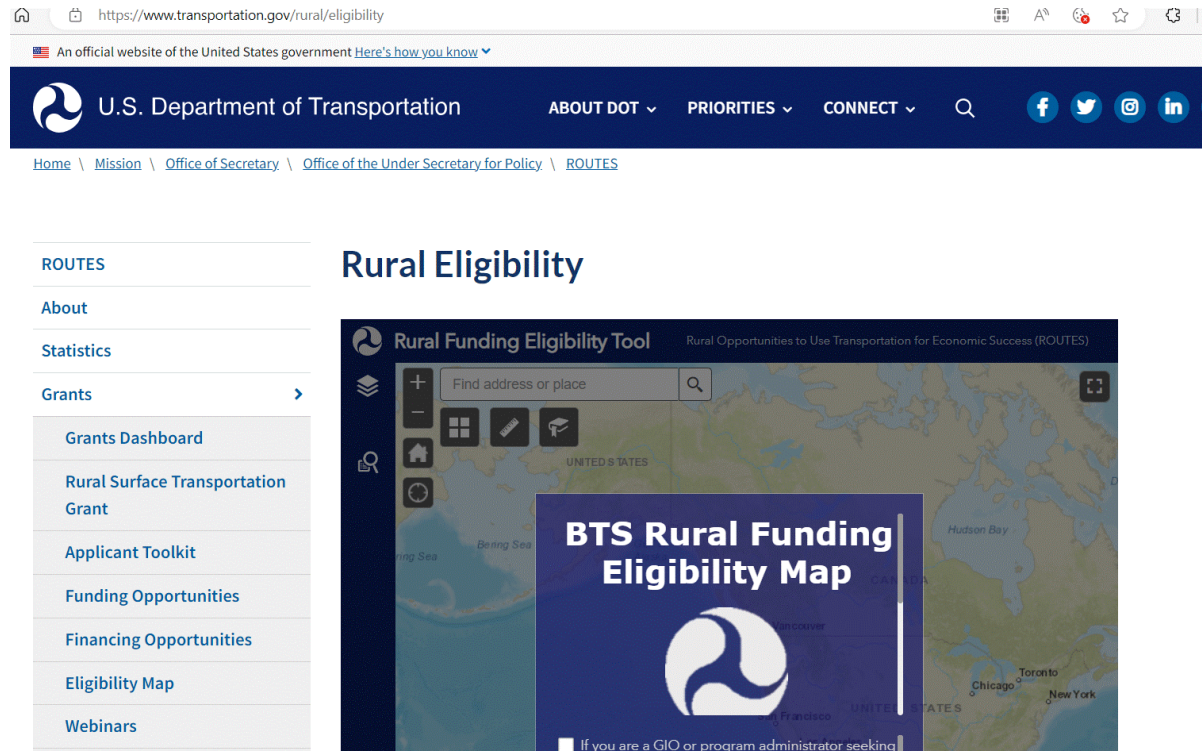 https://www.transportation.gov/rural/eligibility
An official website of the United States government Here's how you know
U.S. Department of Transportation
ABOUT DOT PRIORITIES CONNECT
Home \ Mission \ Office of Secretary \ Office of the Under Secretary for Policy \ ROUTES
ROUTES
About
Statistics
Grants
Grants Dashboard
Rural Surface Transportation
Grant
Applicant Toolkit
Funding Opportunities
Financing Opportunities
Eligibility Map
Webinars
Rural Eligibility
Rural Funding Eligibility Tool
Rural Opportunities to Use Transportation for Economic Success (ROUTES)
Find address or place
UNITED STATES
Bering Sea
ring Sea
Hudson Bay
CANADA
Vancouver
Toronto
Chicago
New York
UNITED STATES
San Francisco
BTS Rural Funding
Eligibility Map
If you are a GIO or program administrator seeking